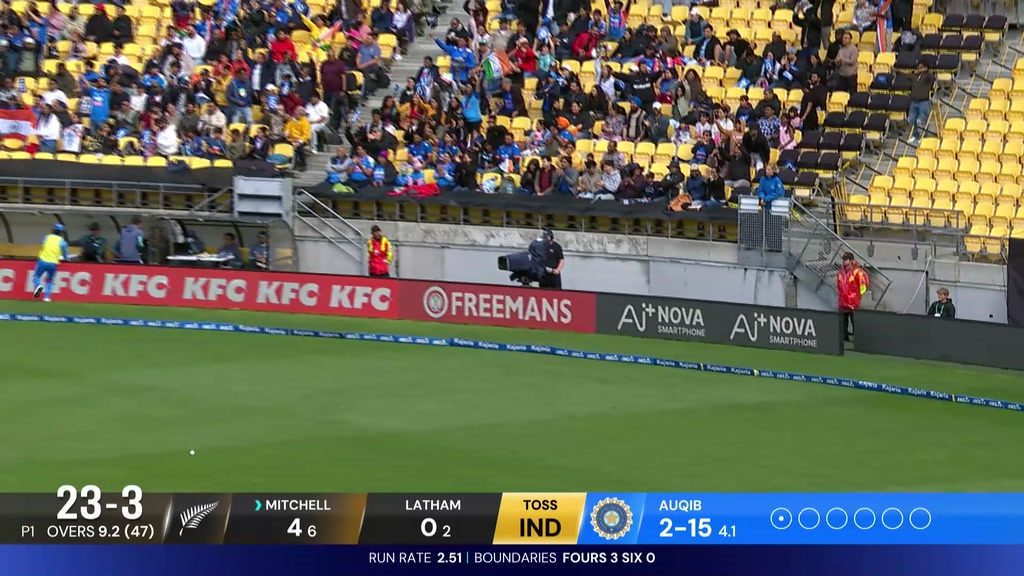 KFC KFC KFC KFC KFC
FREEMANS
Ai+ NOVA
SMARTPHONE
Ai+ NOVA
SMARTPHONE
23-3
P1 OVERS 9.2 (47)
MITCHELL
4 6
LATHAM
0 2
TOSS
IND
AUQIB
2-15 4.1
RUN RATE 2.51 | BOUNDARIES FOURS 3 SIX 0